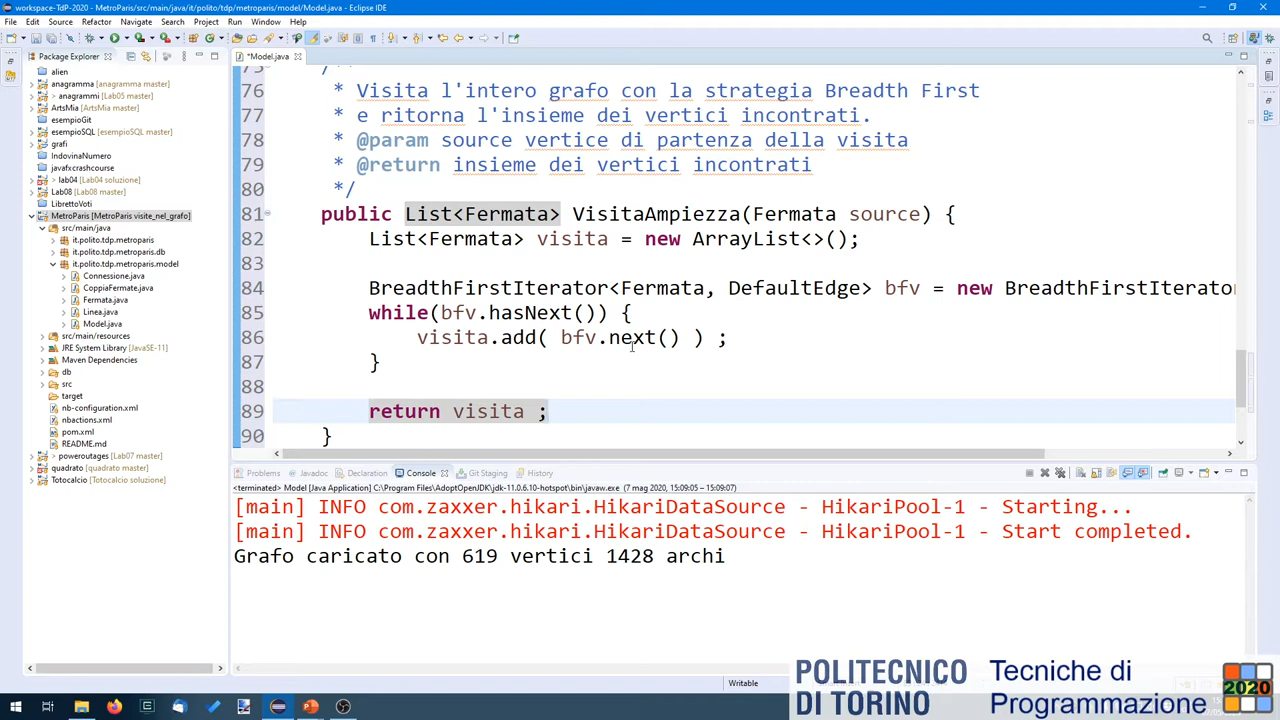 workspace-TdP-2020 - MetroParis/src/main/java/it/polito/tdp/metroparis/model/Model.java - Eclipse IDE
File Edit Source Refactor Navigate Search Project Run Window Help
Package Explorer
*Model.java
alien
anagramma [anagramma master]
anagrammi [Lab05 master]
ArtsMia [ArtsMia master]
esempioGit
esempioSQL [esempioSQL master]
grafi
IndovinaNumero
javafxcrashcourse
lab04 [Lab04 soluzione]
Lab08 [Lab08 master]
LibrettoVoti
MetroParis [MetroParis visite_nel_grafo]
src/main/java
it.polito.tdp.metroparis
it.polito.tdp.metroparis.db
it.polito.tdp.metroparis.model
Connessione.java
CoppiaFermate.java
Fermata.java
Linea.java
Model.java
src/main/resources
JRE System Library [JavaSE-11]
Maven Dependencies
db
src
target
nb-configuration.xml
nbactions.xml
pom.xml
README.md
poweroutages [Lab07 master]
quadrato [quadrato master]
Totocalcio [Totocalcio soluzione]
75 /**
76 * Visita l'intero grafo con la strategia Breadth First
77 * e ritorna l'insieme dei vertici incontrati.
78 * @param source vertice di partenza della visita
79 * @return insieme dei vertici incontrati
80 */
81 public List<Fermata> VisitaAmpiezza(Fermata source) {
82 List<Fermata> visita = new ArrayList<>();
83
84 BreadthFirstIterator<Fermata, DefaultEdge> bfv = new BreadthFirstIterator
85 while(bfv.hasNext()) {
86 visita.add( bfv.next() ) ;
87 }
88
89 return visita ;
90 }
Problems Javadoc Declaration Console Git Staging History
<terminated> Model [Java Application] C:\Program Files\AdoptOpenJDK\jdk-11.0.6.10-hotspot\bin\javaw.exe (7 mag 2020, 15:09:05 – 15:09:07)
[main] INFO com.zaxxer.hikari.HikariDataSource - HikariPool-1 - Starting...
[main] INFO com.zaxxer.hikari.HikariDataSource - HikariPool-1 - Start completed.
Grafo caricato con 619 vertici 1428 archi
Writable
POLITECNICO
DI TORINO
Tecniche di
Programmazione
2020